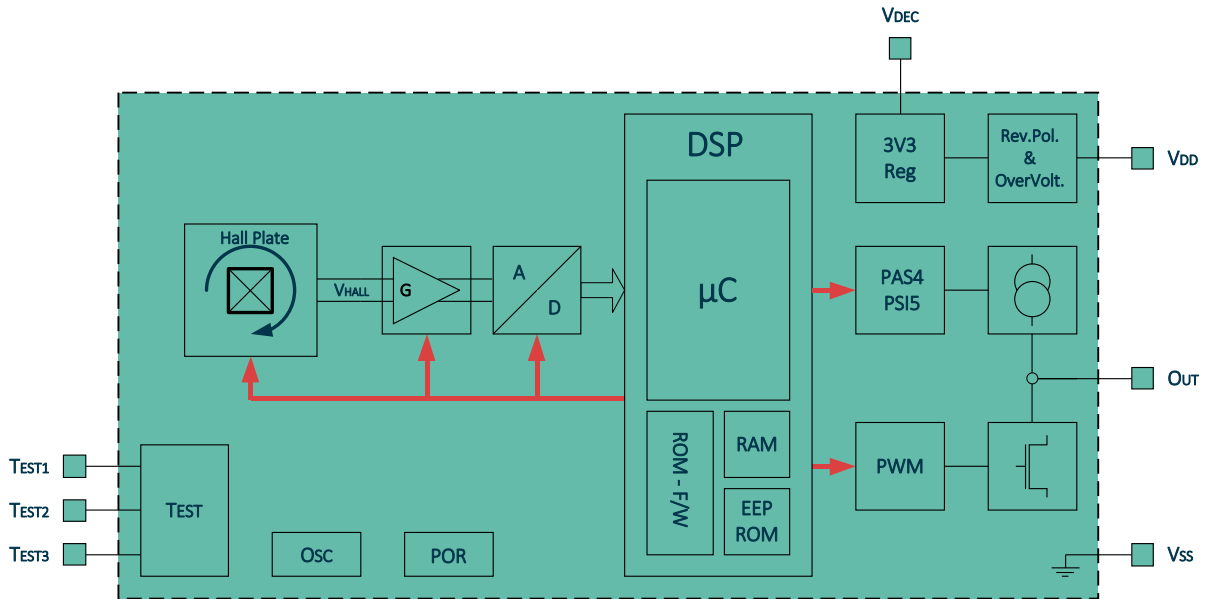 VDEC
DSP
3V3
Reg
Rev.Pol.
&
OverVolt.
VDD
Hall Plate
VHALL
G
A
D
µC
PAS4
PSI5
OUT
ROM - F/W
RAM
EEP
ROM
PWM
TEST1
TEST2
TEST3
TEST
OSC
POR
VSS